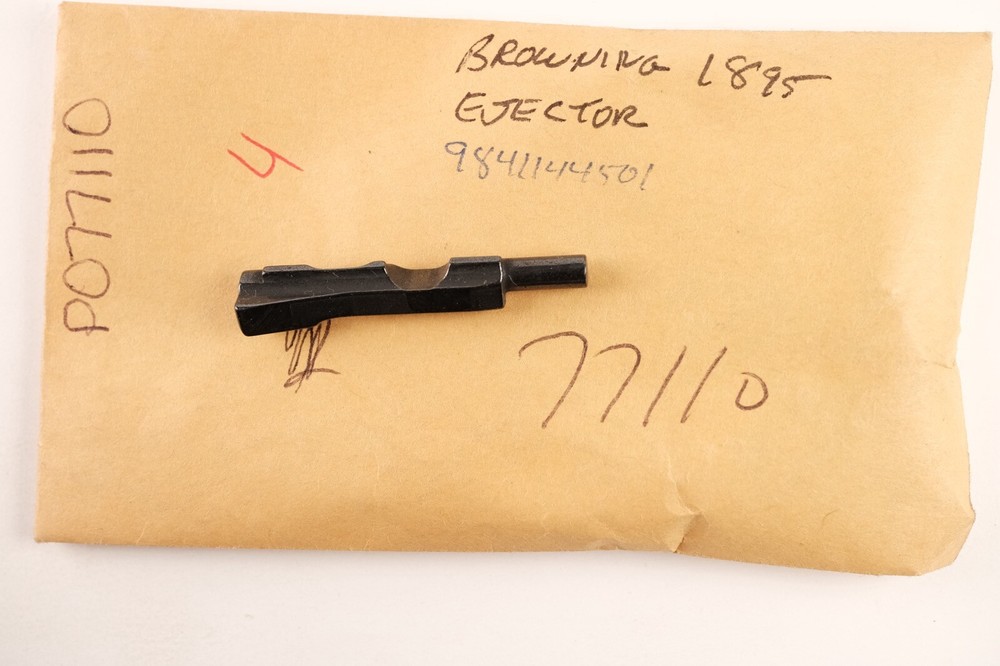 BROWNING 1895
EJECTOR
9841144501
4
P077110
77110